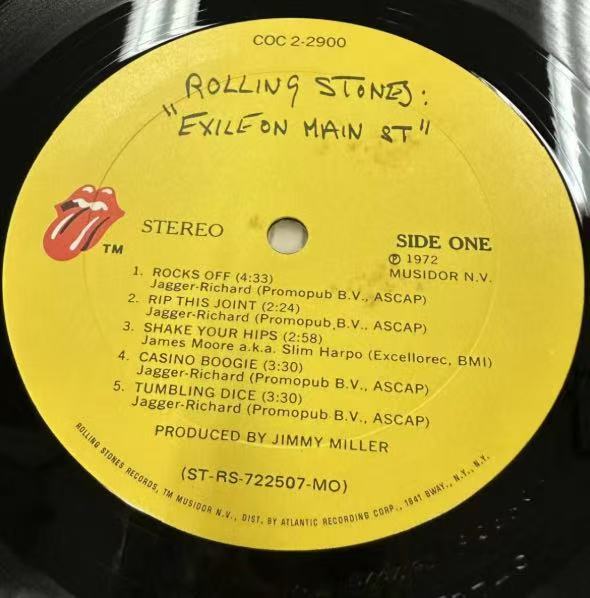 COC 2-2900
ROLLING STONES:
"EXILE ON MAIN ST"
STEREO
SIDE ONE
℗ 1972
MUSIDOR N.V.
TM
1. ROCKS OFF (4:33)
Jagger-Richard (Promopub B.V., ASCAP)
2. RIP THIS JOINT (2:24)
Jagger-Richard (Promopub B.V., ASCAP)
3. SHAKE YOUR HIPS (2:58)
James Moore a.k.a. Slim Harpo (Excellorec, BMI)
4. CASINO BOOGIE (3:30)
Jagger-Richard (Promopub B.V., ASCAP)
5. TUMBLING DICE (3:30)
Jagger-Richard (Promopub B.V., ASCAP)
PRODUCED BY JIMMY MILLER
(ST-RS-722507-MO)
ROLLING STONES RECORDS, TM MUSIDOR N.V., DIST. BY ATLANTIC RECORDING CORP., 1841 BWAY., N.Y., N.Y.